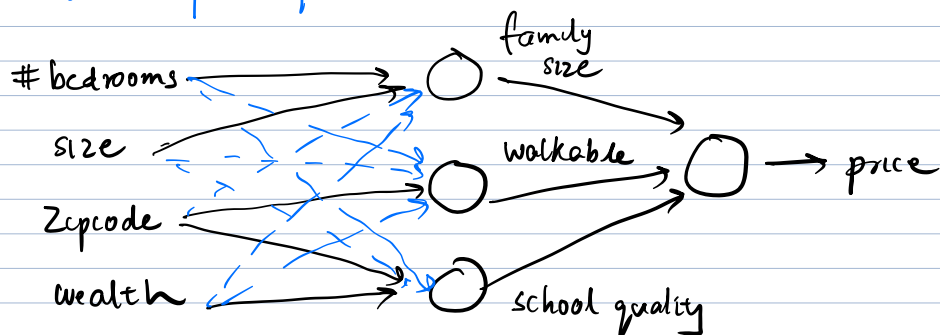 family
size
# bedrooms
size
walkable
price
Zipcode
wealth
school quality